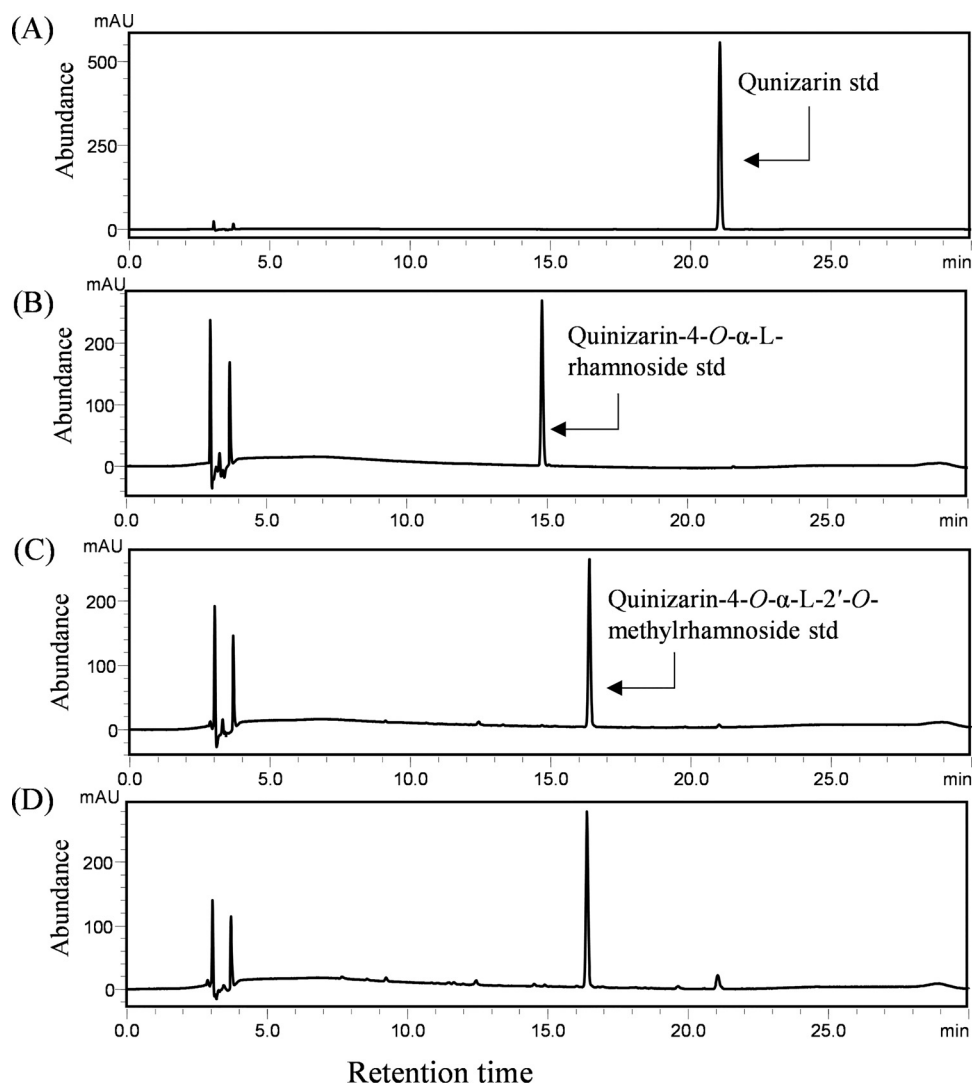 (A)
mAU
Abundance
500
250
0
Qunizarin std
0.0 5.0 10.0 15.0 20.0 25.0 min
(B)
mAU
Abundance
200
100
0
Quinizarin-4-O-α-L-
rhamnoside std
0.0 5.0 10.0 15.0 20.0 25.0 min
(C)
mAU
Abundance
200
100
0
Quinizarin-4-O-α-L-2′-O-
methylrhamnoside std
0.0 5.0 10.0 15.0 20.0 25.0 min
(D)
mAU
Abundance
200
100
0
0.0 5.0 10.0 15.0 20.0 25.0 min
Retention time